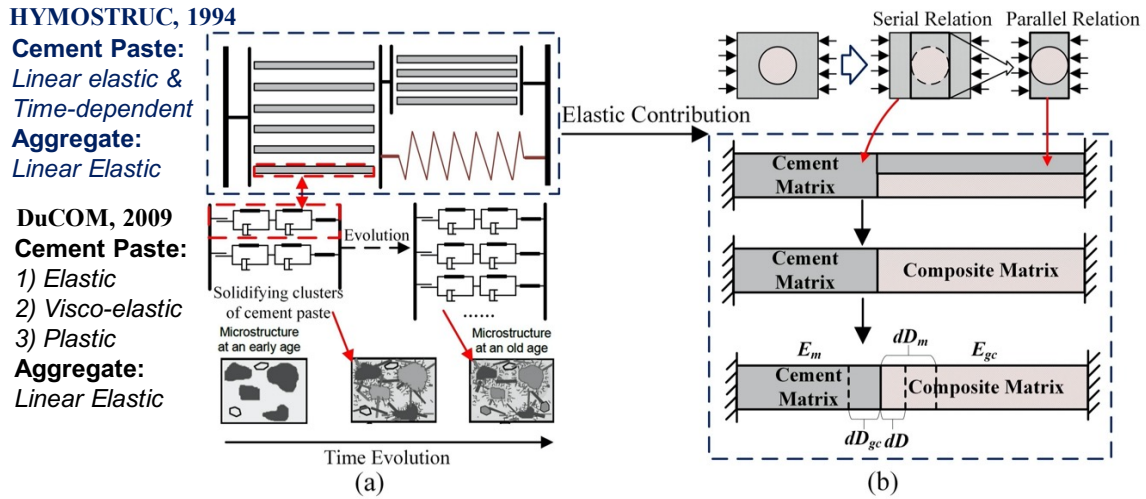 HYMOSTRUC, 1994
Cement Paste:
Linear elastic &
Time-dependent
Aggregate:
Linear Elastic
DuCOM, 2009
Cement Paste:
1) Elastic
2) Visco-elastic
3) Plastic
Aggregate:
Linear Elastic
Evolution
Solidifying clusters
of cement paste
......
Microstructure
at an early age
Microstructure
at an old age
Time Evolution
(a)
Elastic Contribution
(b)
Serial Relation
Parallel Relation
Cement
Matrix
Cement
Matrix
Composite Matrix
Em
dDm
Egc
Cement
Matrix
Composite Matrix
dDgc
dD
(b)